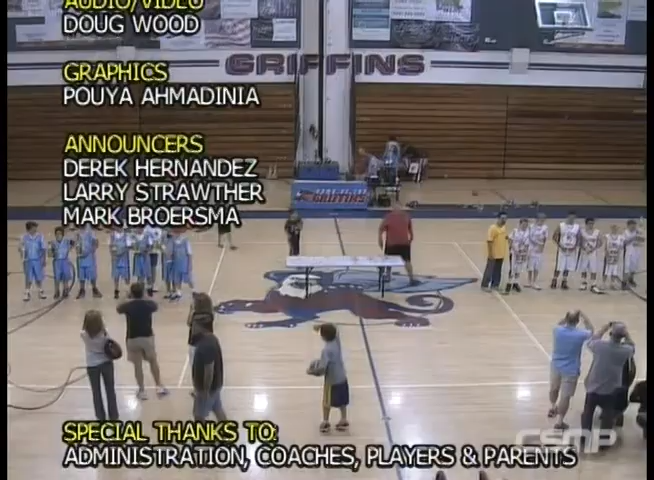 AUDIO/VIDEO
DOUG WOOD
GRAPHICS
POUYA AHMADINIA
GRIFFINS
ANNOUNCERS
DEREK HERNANDEZ
LARRY STRAWTHER
MARK BROERSMA
GRIFFINS
SPECIAL THANKS TO:
ADMINISTRATION, COACHES, PLAYERS & PARENTS